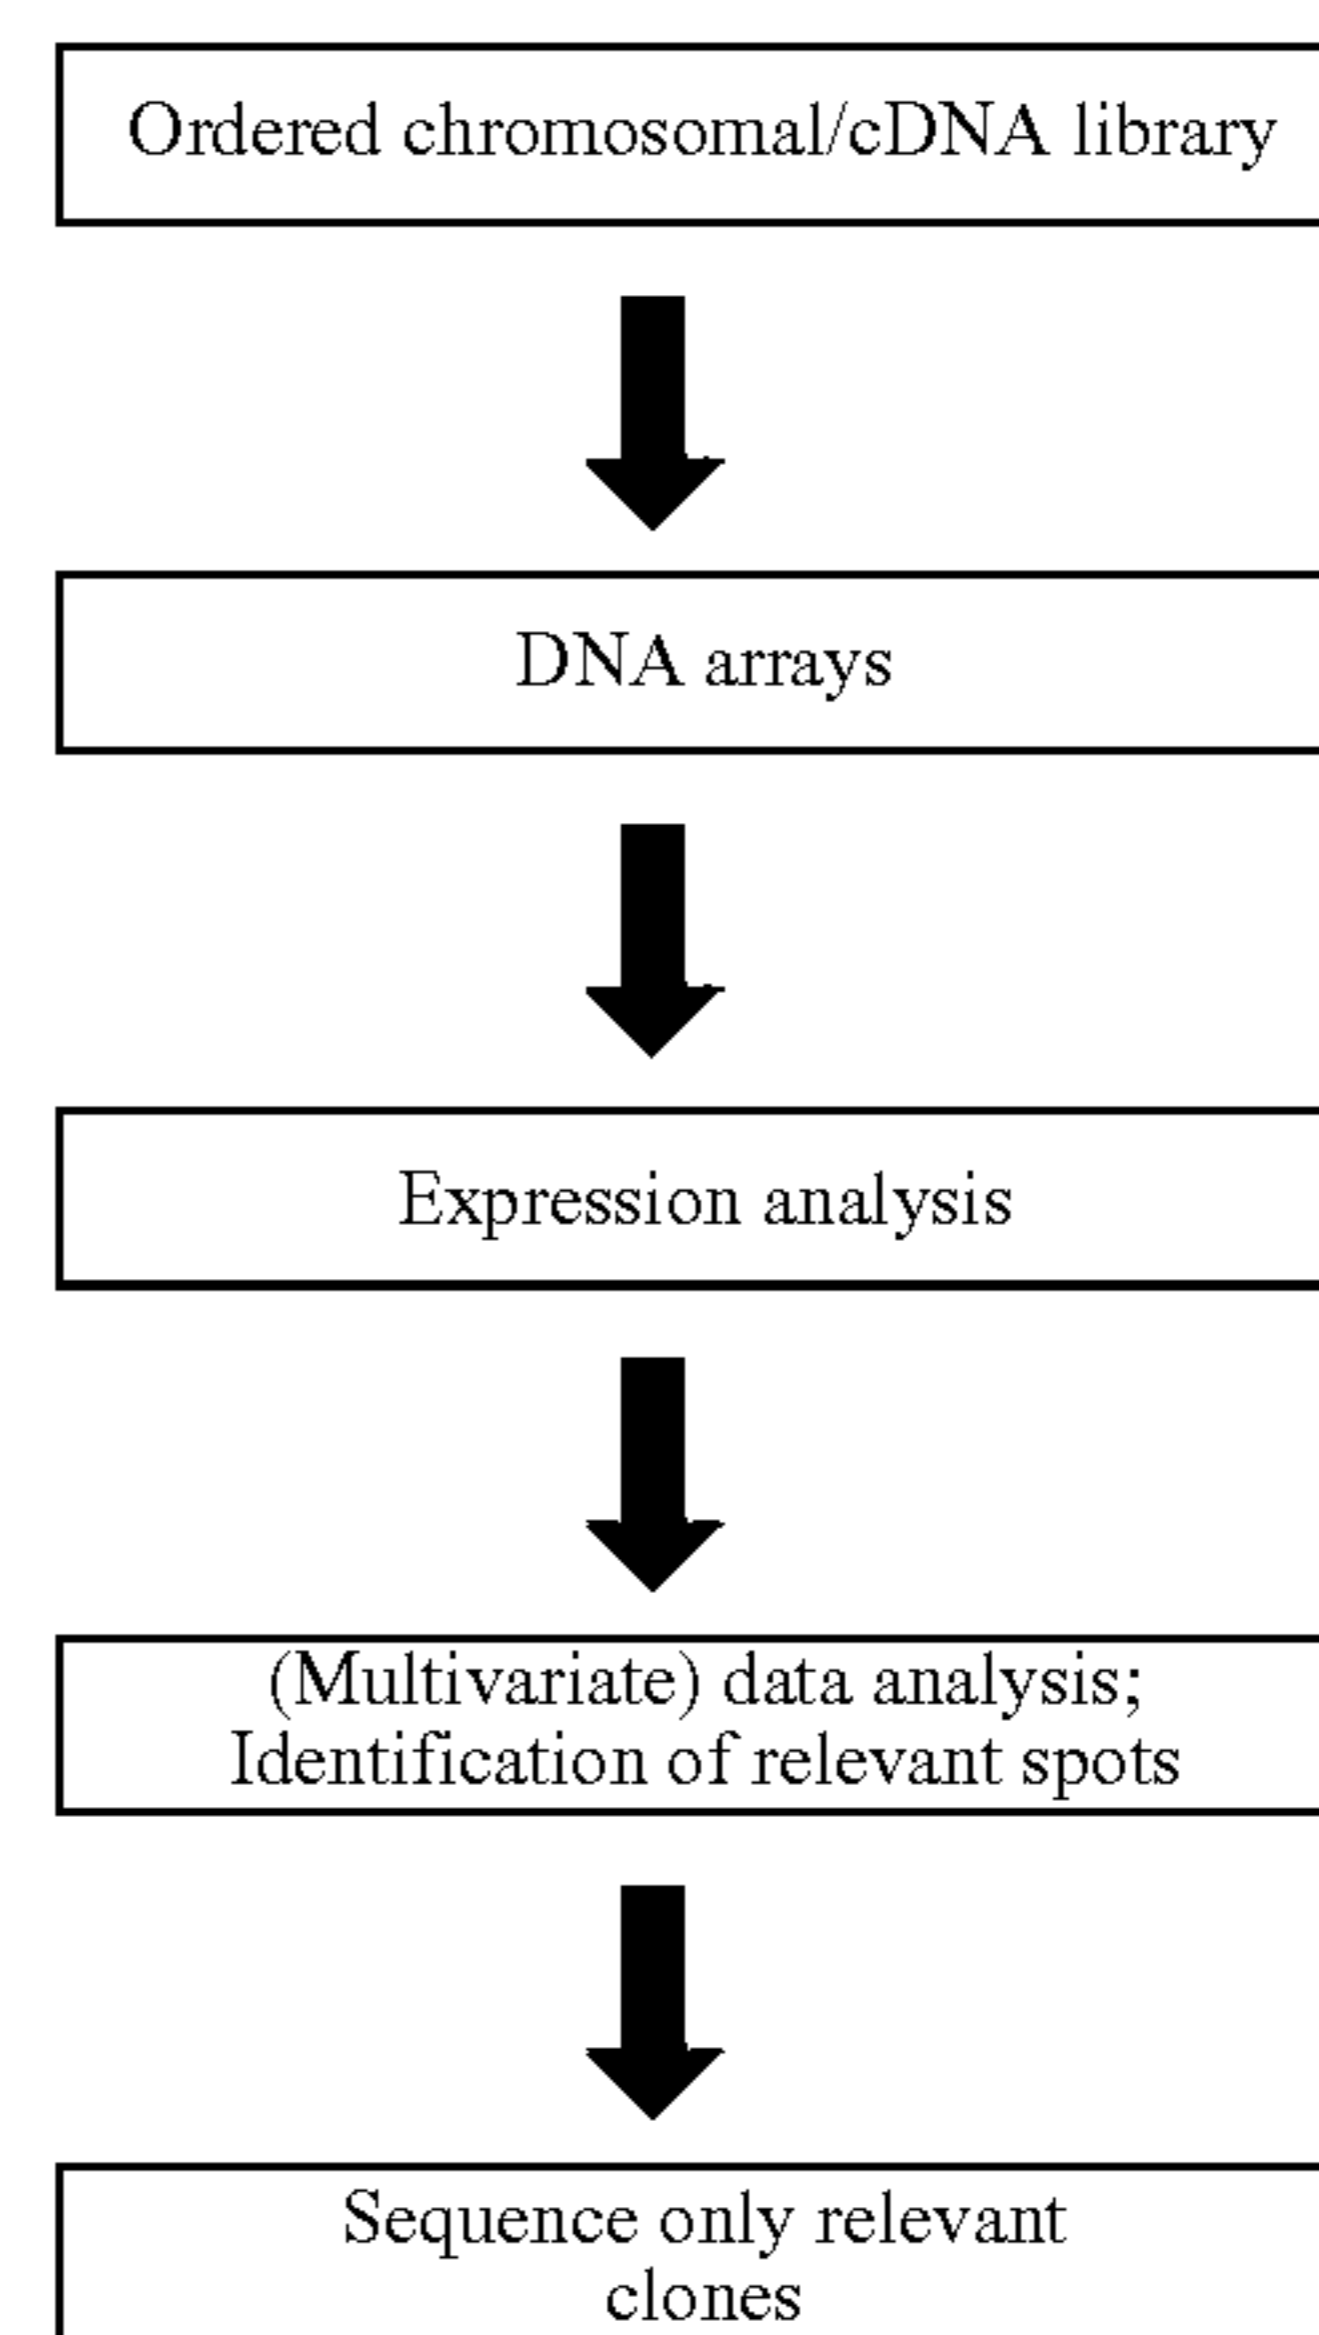 Ordered chromosomal/cDNA library
DNA arrays
Expression analysis
(Multivariate) data analysis;
Identification of relevant spots
Sequence only relevant
clones